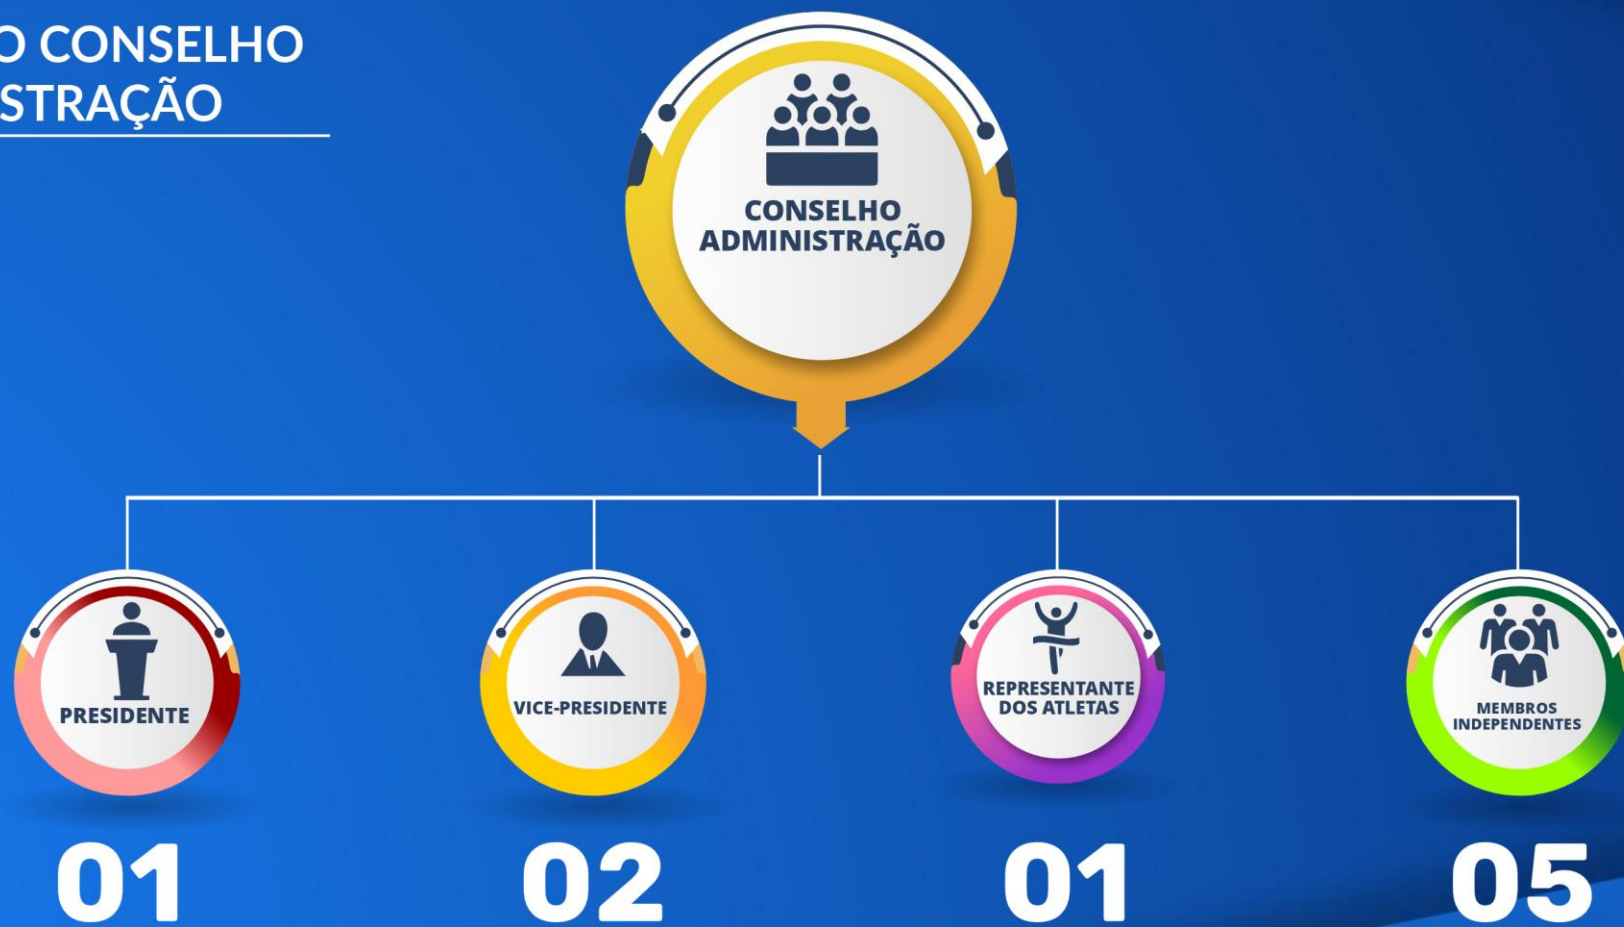 O CONSELHO
STRAÇÃO
CONSELHO
ADMINISTRAÇÃO
PRESIDENTE
VICE-PRESIDENTE
REPRESENTANTE
DOS ATLETAS
MEMBROS
INDEPENDENTES
01
02
01
05